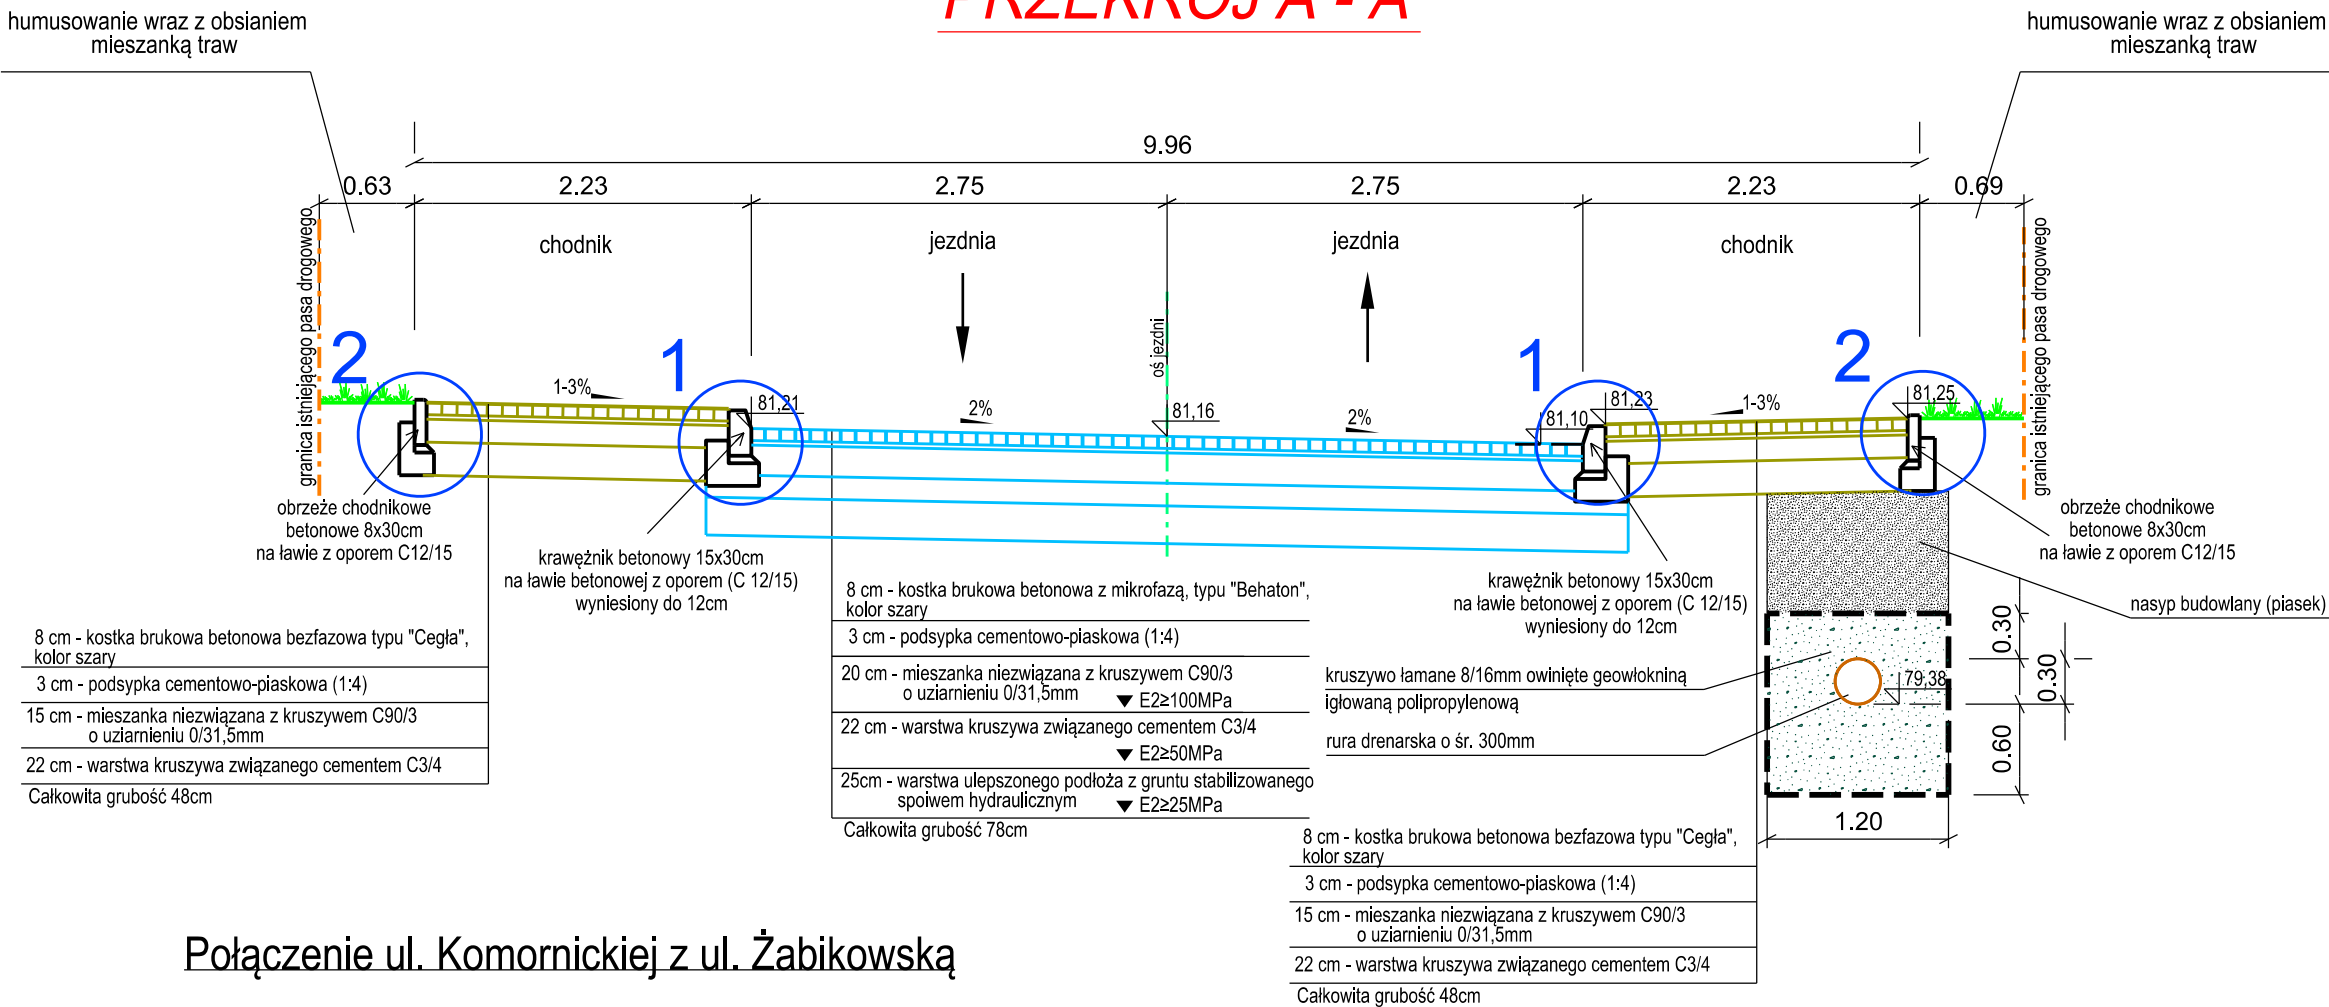 PRZEKRÓJ A - A
humusowanie wraz z obsianiem
mieszanką traw
humusowanie wraz z obsianiem
mieszanką traw
9.96
0.63
2.23
2.75
2.75
2.23
0.69
chodnik
jezdnia
jezdnia
chodnik
granica istniejącego pasa drogowego
oś jezdni
granica istniejącego pasa drogowego
2
1
1
2
1-3%
81,21
2%
81,16
2%
81,10
81,23
1-3%
81,25
obrzeże chodnikowe
betonowe 8x30cm
na ławie z oporem C12/15
krawężnik betonowy 15x30cm
na ławie betonowej z oporem (C 12/15)
wyniesiony do 12cm
krawężnik betonowy 15x30cm
na ławie betonowej z oporem (C 12/15)
wyniesiony do 12cm
obrzeże chodnikowe
betonowe 8x30cm
na ławie z oporem C12/15
nasyp budowlany (piasek)
8 cm - kostka brukowa betonowa bezfazowa typu "Cegła",
kolor szary
3 cm - podsypka cementowo-piaskowa (1:4)
15 cm - mieszanka niezwiązana z kruszywem C90/3
o uziarnieniu 0/31,5mm
22 cm - warstwa kruszywa związanego cementem C3/4
Całkowita grubość 48cm
8 cm - kostka brukowa betonowa z mikrofazą, typu "Behaton",
kolor szary
3 cm - podsypka cementowo-piaskowa (1:4)
20 cm - mieszanka niezwiązana z kruszywem C90/3
o uziarnieniu 0/31,5mm ▼ E2≥100MPa
22 cm - warstwa kruszywa związanego cementem C3/4
▼ E2≥50MPa
25cm - warstwa ulepszonego podłoża z gruntu stabilizowanego
spoiwem hydraulicznym ▼ E2≥25MPa
Całkowita grubość 78cm
kruszywo łamane 8/16mm owinięte geowłokniną
igłowaną polipropylenową
rura drenarska o śr. 300mm
79,38
0.30
0.30
0.60
1.20
8 cm - kostka brukowa betonowa bezfazowa typu "Cegła",
kolor szary
3 cm - podsypka cementowo-piaskowa (1:4)
15 cm - mieszanka niezwiązana z kruszywem C90/3
o uziarnieniu 0/31,5mm
22 cm - warstwa kruszywa związanego cementem C3/4
Całkowita grubość 48cm
Połączenie ul. Komornickiej z ul. Żabikowską